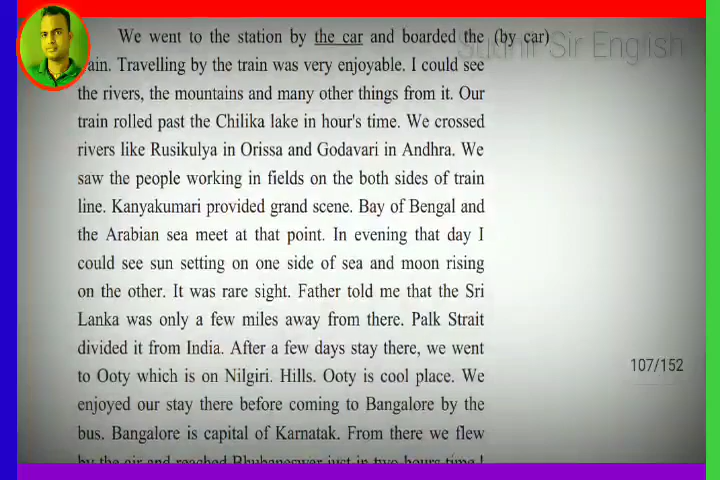 We went to the station by the car and boarded the (by car)
Sudhir Sir English
train. Travelling by the train was very enjoyable. I could see
the rivers, the mountains and many other things from it. Our
train rolled past the Chilika lake in hour's time. We crossed
rivers like Rusikulya in Orissa and Godavari in Andhra. We
saw the people working in fields on the both sides of train
line. Kanyakumari provided grand scene. Bay of Bengal and
the Arabian sea meet at that point. In evening that day I
could see sun setting on one side of sea and moon rising
on the other. It was rare sight. Father told me that the Sri
Lanka was only a few miles away from there. Palk Strait
divided it from India. After a few days stay there, we went
107/152
to Ooty which is on Nilgiri. Hills. Ooty is cool place. We
enjoyed our stay there before coming to Bangalore by the
bus. Bangalore is capital of Karnatak. From there we flew
by the air and reached Bhubaneswar just in two hours time I